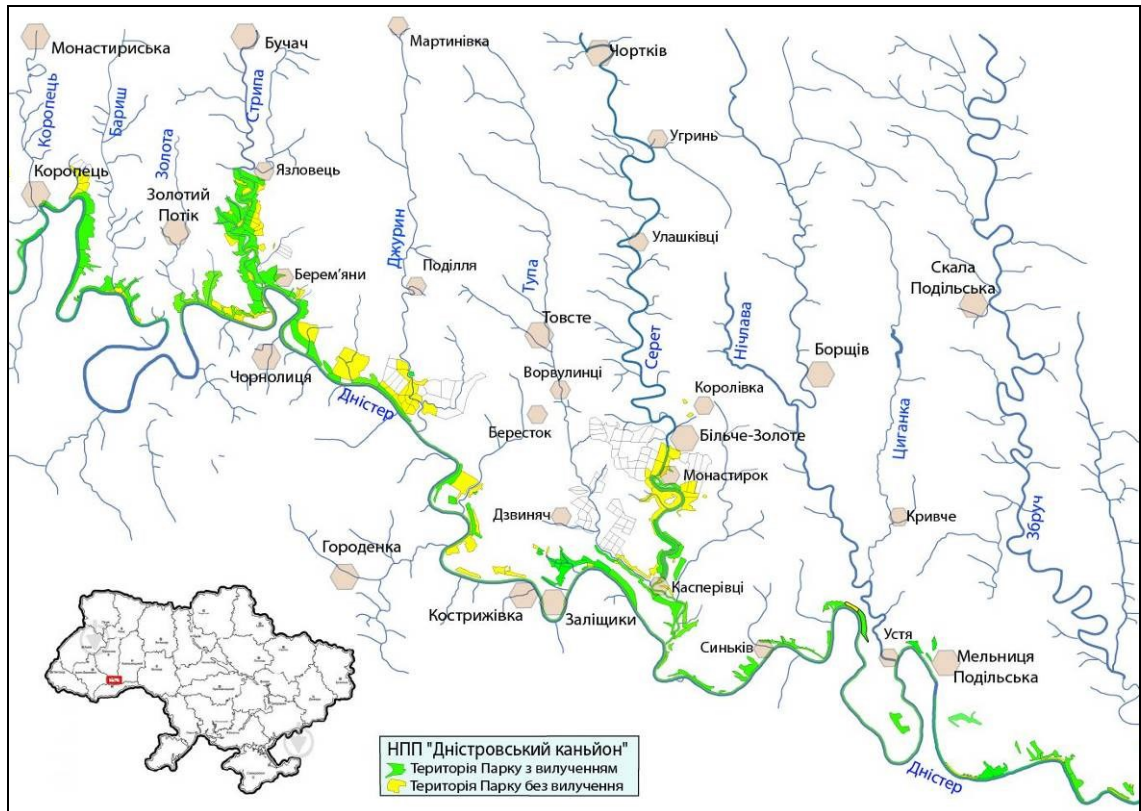 Монастириська
Бучач
Мартинівка
Чортків
Коропець
Бариш
Золота
Стрипа
Угринь
Коропець
Язловець
Золотий
Потік
Улашківці
Джурин
Поділля
Тупа
Берем'яни
Скала
Подільська
Товсте
Серет
Нічлава
Борщів
Чорнолиця
Ворвулинці
Королівка
Дністер
Бересток
Більче-Золоте
Циганка
Монастирок
Дзвиняч
Кривче
Збруч
Городенка
Касперівці
Кострижівка
Заліщики
Синьків
Устя
Мельниця
Подільська
НПП "Дністровський каньйон"
Територія Парку з вилученням
Територія Парку без вилучення
Дністер